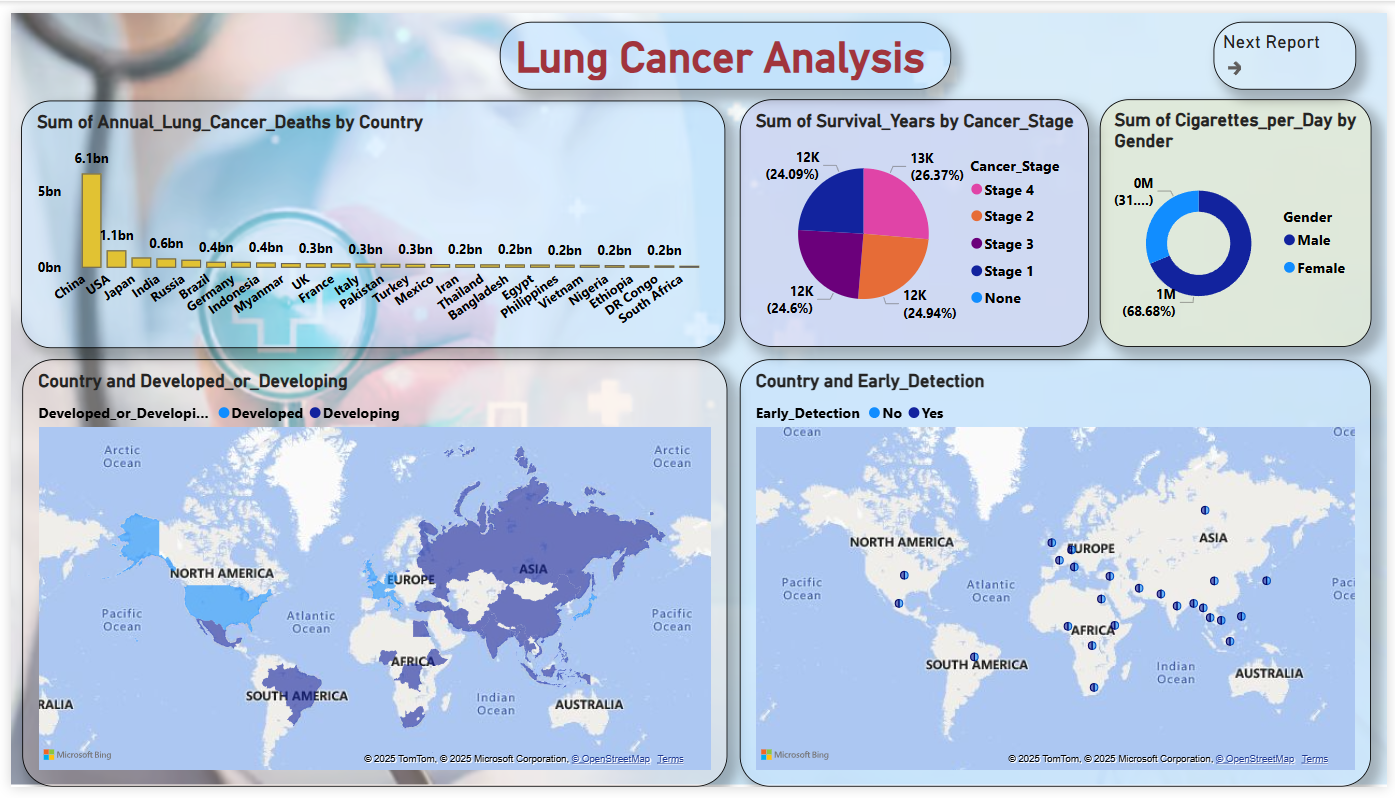 Lung Cancer Analysis
Next Report
Sum of Annual_Lung_Cancer_Deaths by Country
6.1bn
5bn
1.1bn
0.6bn
0.4bn
0.4bn
0.3bn
0.3bn
0.3bn
0.2bn
0.2bn
0.2bn
0.2bn
0.2bn
0bn
China
USA
Japan
India
Russia
Brazil
Germany
Indonesia
Myanmar
UK
France
Italy
Pakistan
Turkey
Mexico
Iran
Thailand
Bangladesh
Egypt
Philippines
Vietnam
Nigeria
Ethiopia
DR Congo
South Africa
Sum of Survival_Years by Cancer_Stage
12K
(24.09%)
13K
(26.37%)
12K
(24.6%)
12K
(24.94%)
Cancer_Stage
Stage 4
Stage 2
Stage 3
Stage 1
None
Sum of Cigarettes_per_Day by
Gender
0M
(31....)
1M
(68.68%)
Gender
Male
Female
Country and Developed_or_Developing
Developed_or_Developi... Developed Developing
Arctic
Ocean
Arctic
Ocean
NORTH AMERICA
EUROPE
ASIA
Pacific
Ocean
Atlantic
Ocean
Pacific
Ocean
AFRICA
SOUTH AMERICA
Indian
Ocean
RALIA
AUSTRALIA
Microsoft Bing
© 2025 TomTom, © 2025 Microsoft Corporation, © OpenStreetMap Terms
Country and Early_Detection
Early_Detection No Yes
Ocean
Oce
NORTH AMERICA
EUROPE
ASIA
Pacific
Ocean
Atlantic
Ocean
Pa
Oc
AFRICA
SOUTH AMERICA
Indian
Ocean
AUSTRALIA
Microsoft Bing
© 2025 TomTom, © 2025 Microsoft Corporation, © OpenStreetMap Terms